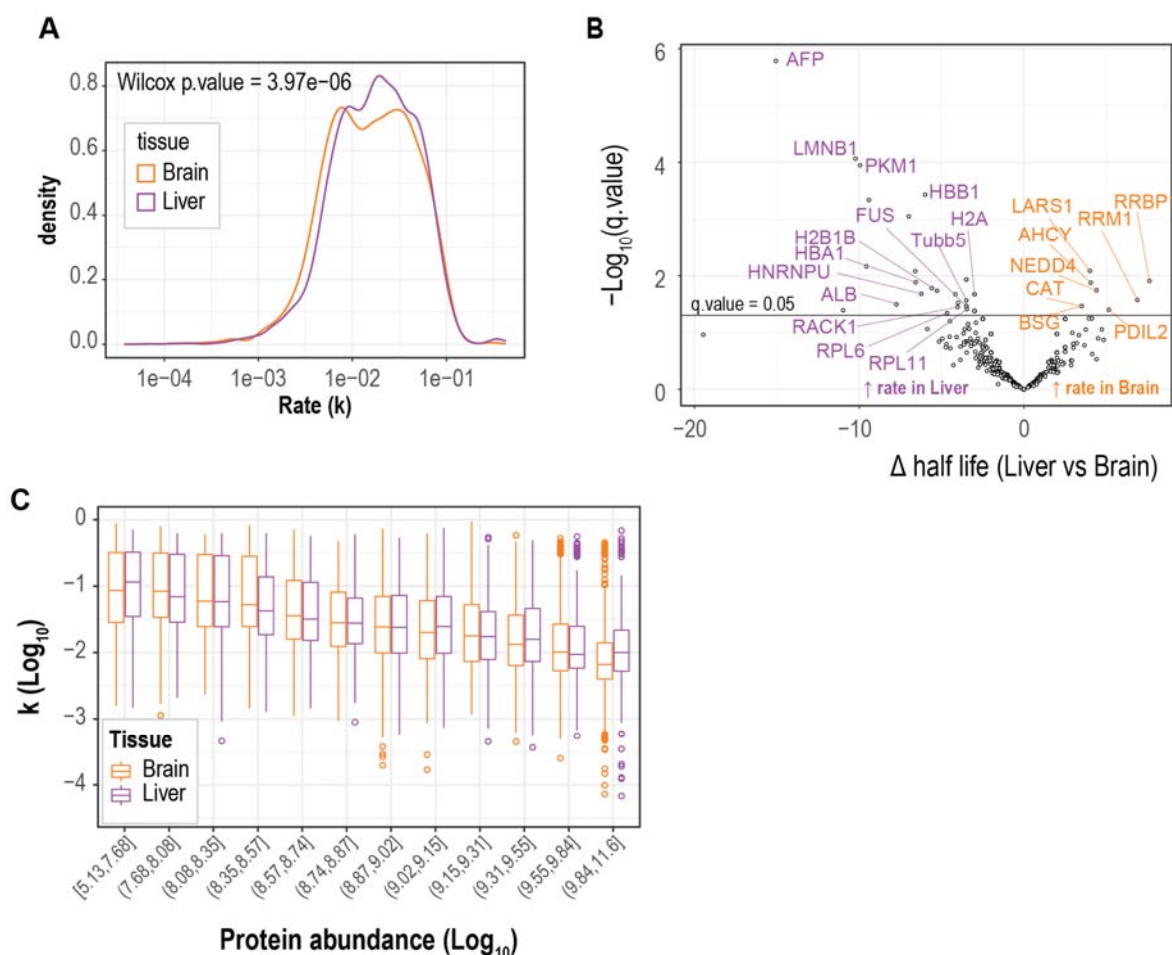 A
Wilcox p.value = 3.97e−06
tissue
Brain
Liver
density
0.8
0.6
0.4
0.2
0.0
1e−04
1e−03
1e−02
1e−01
Rate (k)
B
−Log10(q.value)
6
4
2
0
AFP
LMNB1
PKM1
HBB1
FUS
H2A
H2B1B
Tubb5
HBA1
HNRNPU
ALB
RACK1
RPL6
RPL11
LARS1
RRBP
RRM1
AHCY
NEDD4
CAT
BSG
PDIL2
q.value = 0.05
↑ rate in Liver
↑ rate in Brain
−20
−10
0
Δ half life (Liver vs Brain)
C
k (Log10)
0
−1
−2
−3
−4
Tissue
Brain
Liver
[5.13,7.68]
(7.68,8.08]
(8.08,8.35]
(8.35,8.57]
(8.57,8.74]
(8.74,8.87]
(8.87,9.02]
(9.02,9.15]
(9.15,9.31]
(9.31,9.55]
(9.55,9.84]
(9.84,11.6]
Protein abundance (Log10)